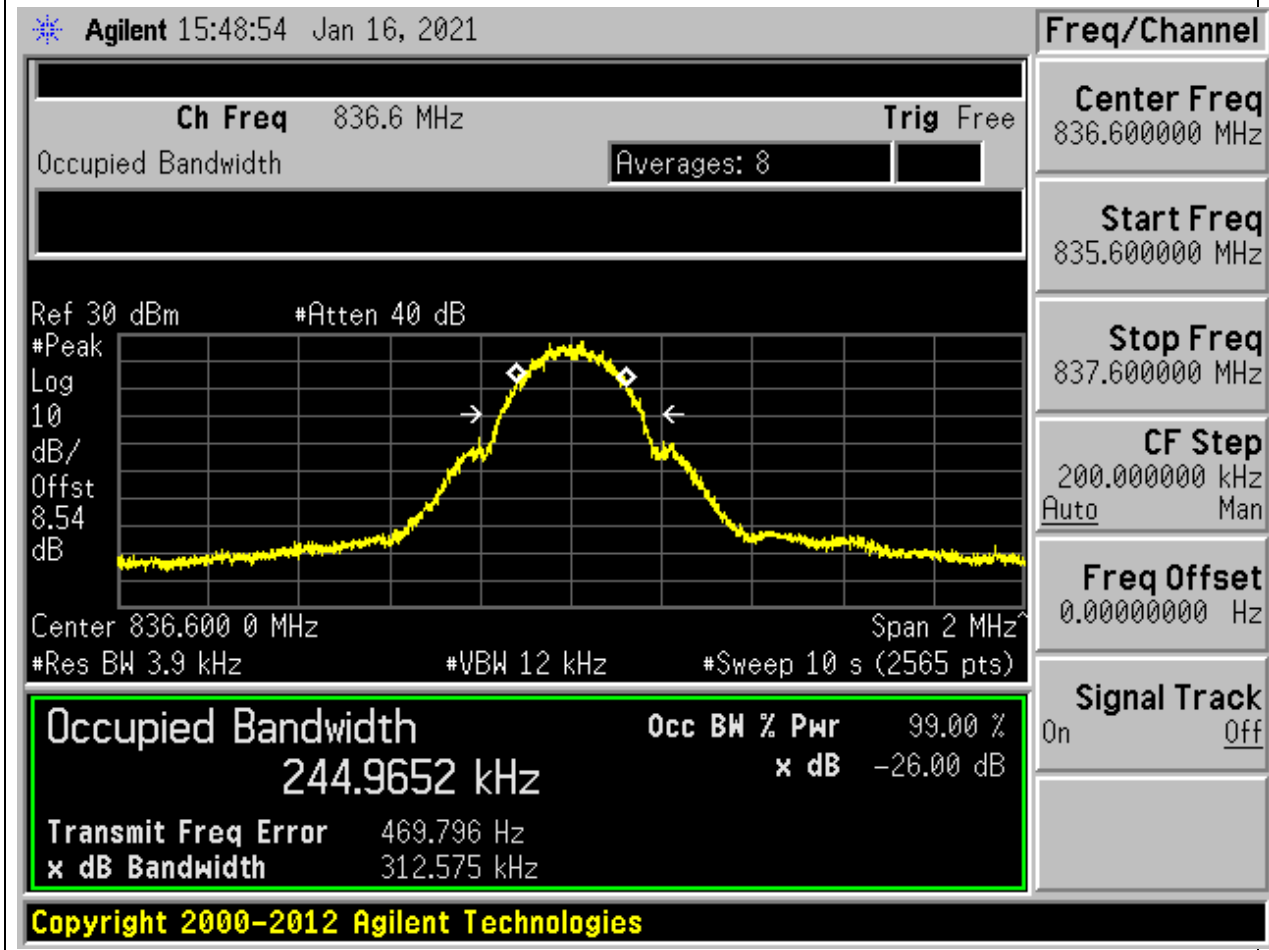 Agilent 15:48:54 Jan 16, 2021
Freq/Channel
Ch Freq 836.6 MHz Trig Free
Occupied Bandwidth Averages: 8
Ref 30 dBm #Atten 40 dB
#Peak
Log
10
dB/
Offst
8.54
dB
Center 836.600 0 MHz Span 2 MHz^
#Res BW 3.9 kHz #VBW 12 kHz #Sweep 10 s (2565 pts)
Occupied Bandwidth Occ BW % Pwr 99.00 %
244.9652 kHz x dB -26.00 dB
Transmit Freq Error 469.796 Hz
x dB Bandwidth 312.575 kHz
Copyright 2000-2012 Agilent Technologies
Center Freq
836.600000 MHz
Start Freq
835.600000 MHz
Stop Freq
837.600000 MHz
CF Step
200.000000 kHz
Auto Man
Freq Offset
0.00000000 Hz
Signal Track
On Off